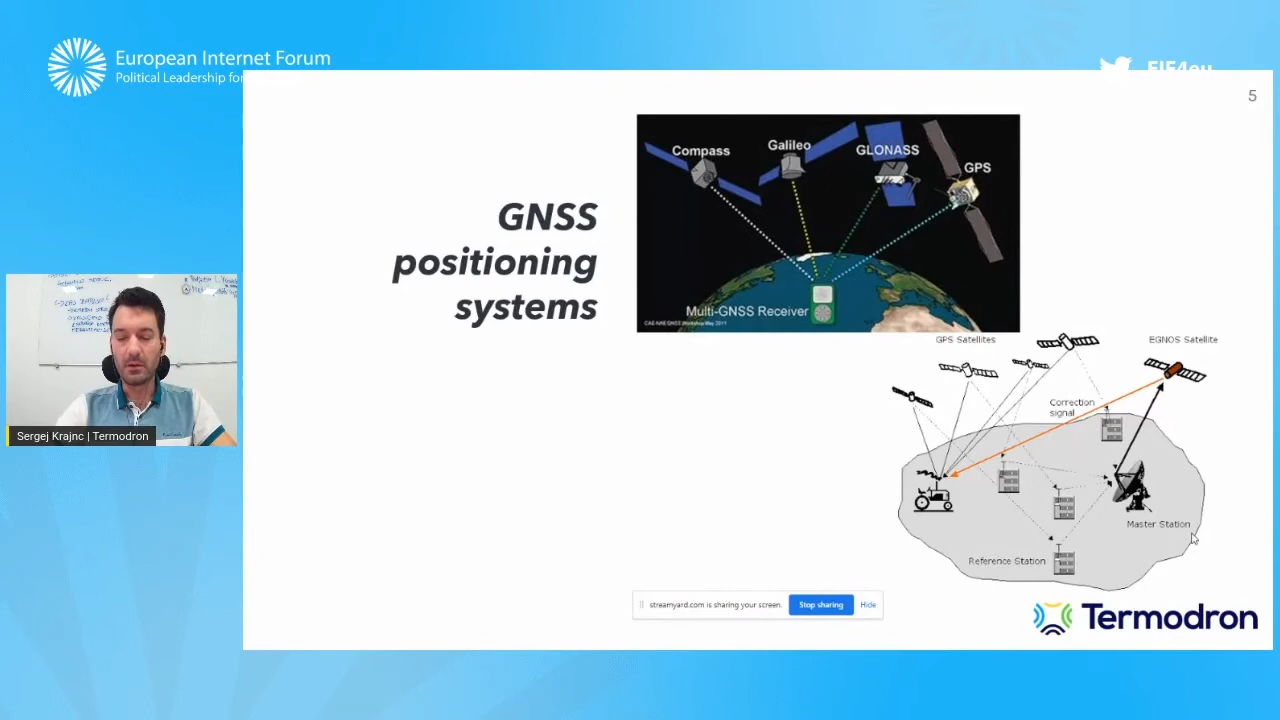 European Internet Forum
Political Leadership for
EIF4eu
5
GNSS
positioning
systems
Compass
Galileo
GLONASS
GPS
Multi-GNSS Receiver
GPS Satellites
EGNOS Satellite
Correction
signal
Master Station
Reference Station
streamyard.com is sharing your screen.
Stop sharing
Hide
Termodron
Sergej Krajnc | Termodron